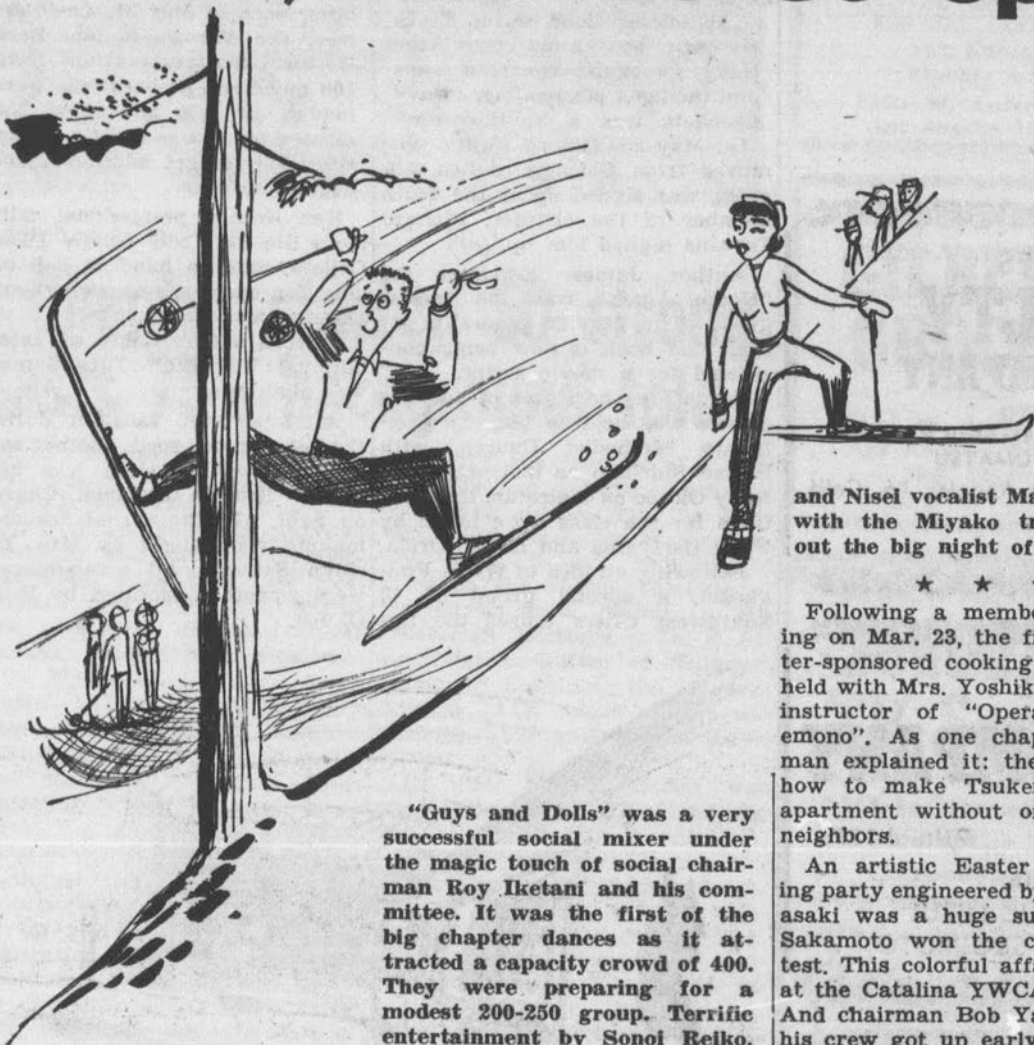 "Guys and Dolls" was a very
successful social mixer under
the magic touch of social chair-
man Roy Iketani and his com-
mittee. It was the first of the
big chapter dances as it at-
tracted a capacity crowd of 400.
They were preparing for a
modest 200-250 group. Terrific
entertainment by Sonoi Reiko,
and Nisel vocalist Ma
with the Miyako tr
out the big night of
★ ★
Following a membe
ing on Mar. 23, the f
ter-sponsored cooking
held with Mrs. Yoshik
instructor of "Opera
emono". As one chap
man explained it: the
how to make Tsuke
apartment without o
neighbors.
An artistic Easter
ing party engineered b
asaki was a huge su
Sakamoto won the c
test. This colorful aff
at the Catalina YWCA
And chairman Bob Y
his crew got up early